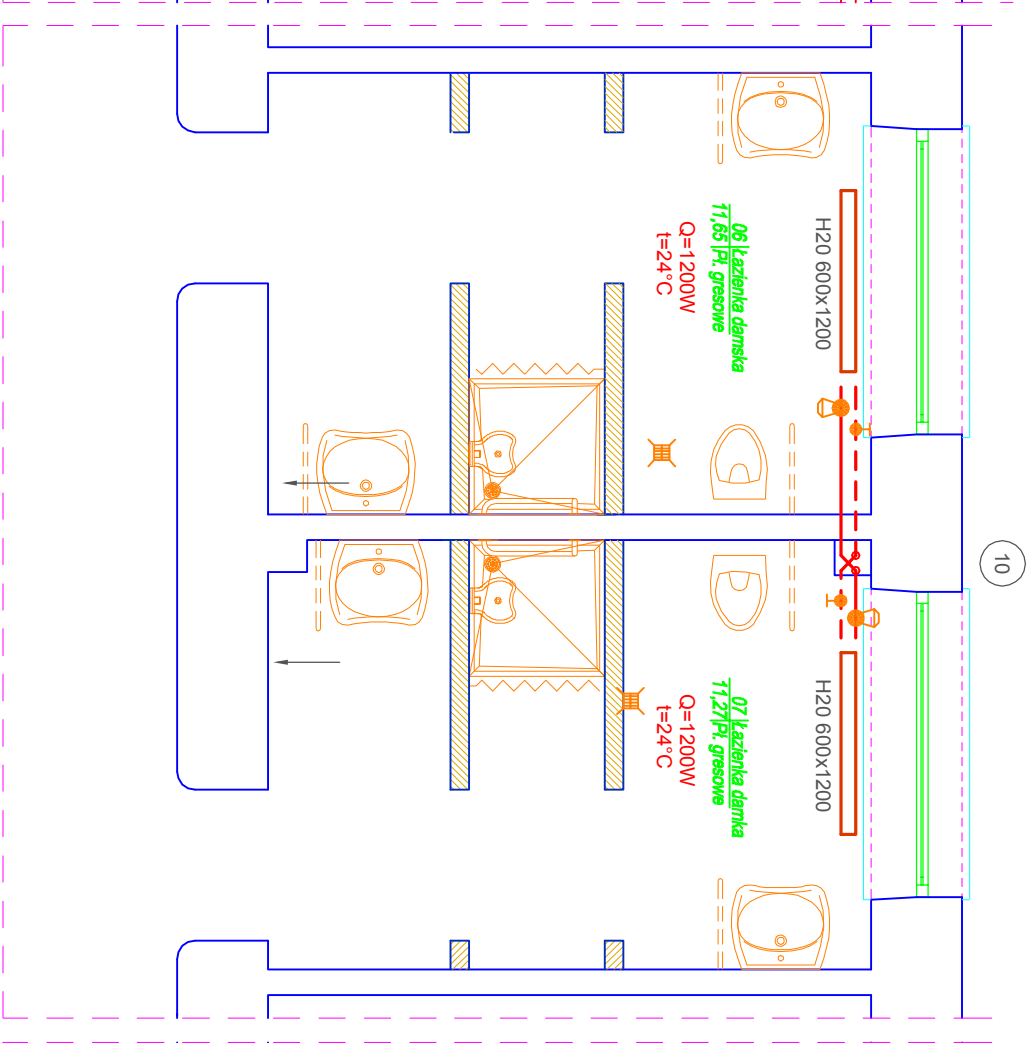 06 Łazienka damska
11,65 Pł. gresowe
Q=1200W
t=24°C
H20 600x1200
10
07 Łazienka damka
11,27 Pł. gresowe
Q=1200W
t=24°C
H20 600x1200